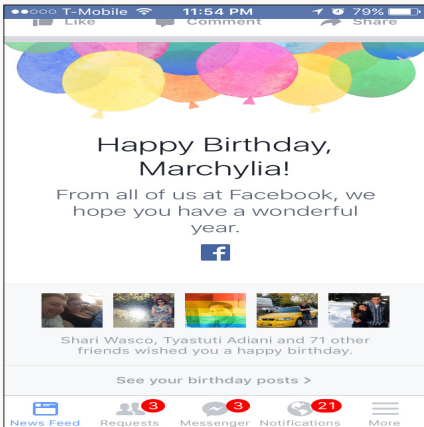 T-Mobile 11:54 PM 79%
Like Comment Share
Happy Birthday,
Marchylia!
From all of us at Facebook, we
hope you have a wonderful
year.
f
Shari Wasco, Tyastuti Adiani and 71 other
friends wished you a happy birthday.
See your birthday posts >
3 3 21
News Feed Requests Messenger Notifications More